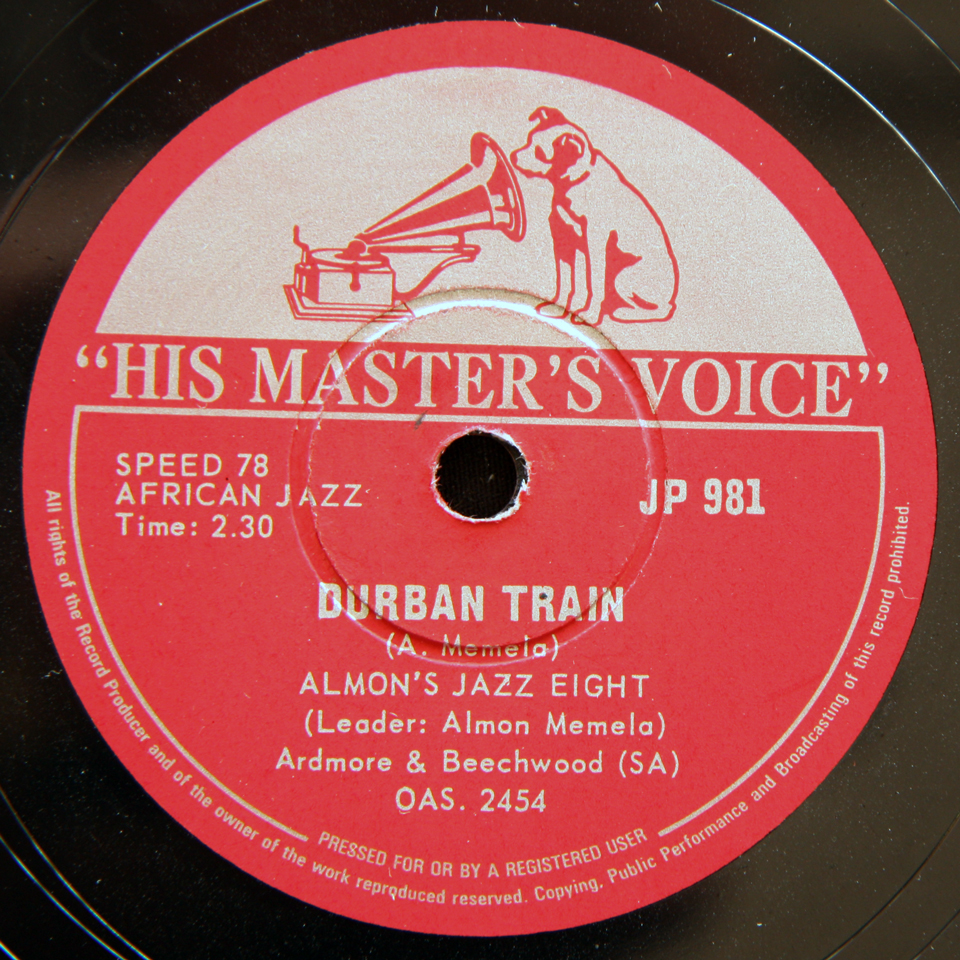 “HIS MASTER’S VOICE”
SPEED 78
AFRICAN JAZZ
Time: 2.30
JP 981
DURBAN TRAIN
(A. Memela)
ALMON’S JAZZ EIGHT
(Leader: Almon Memela)
Ardmore & Beechwood (SA)
OAS. 2454
PRESSED FOR OR BY A REGISTERED USER
All rights of the Record Producer and of the owner of the work reproduced reserved. Copying, Public Performance and Broadcasting of this record prohibited.